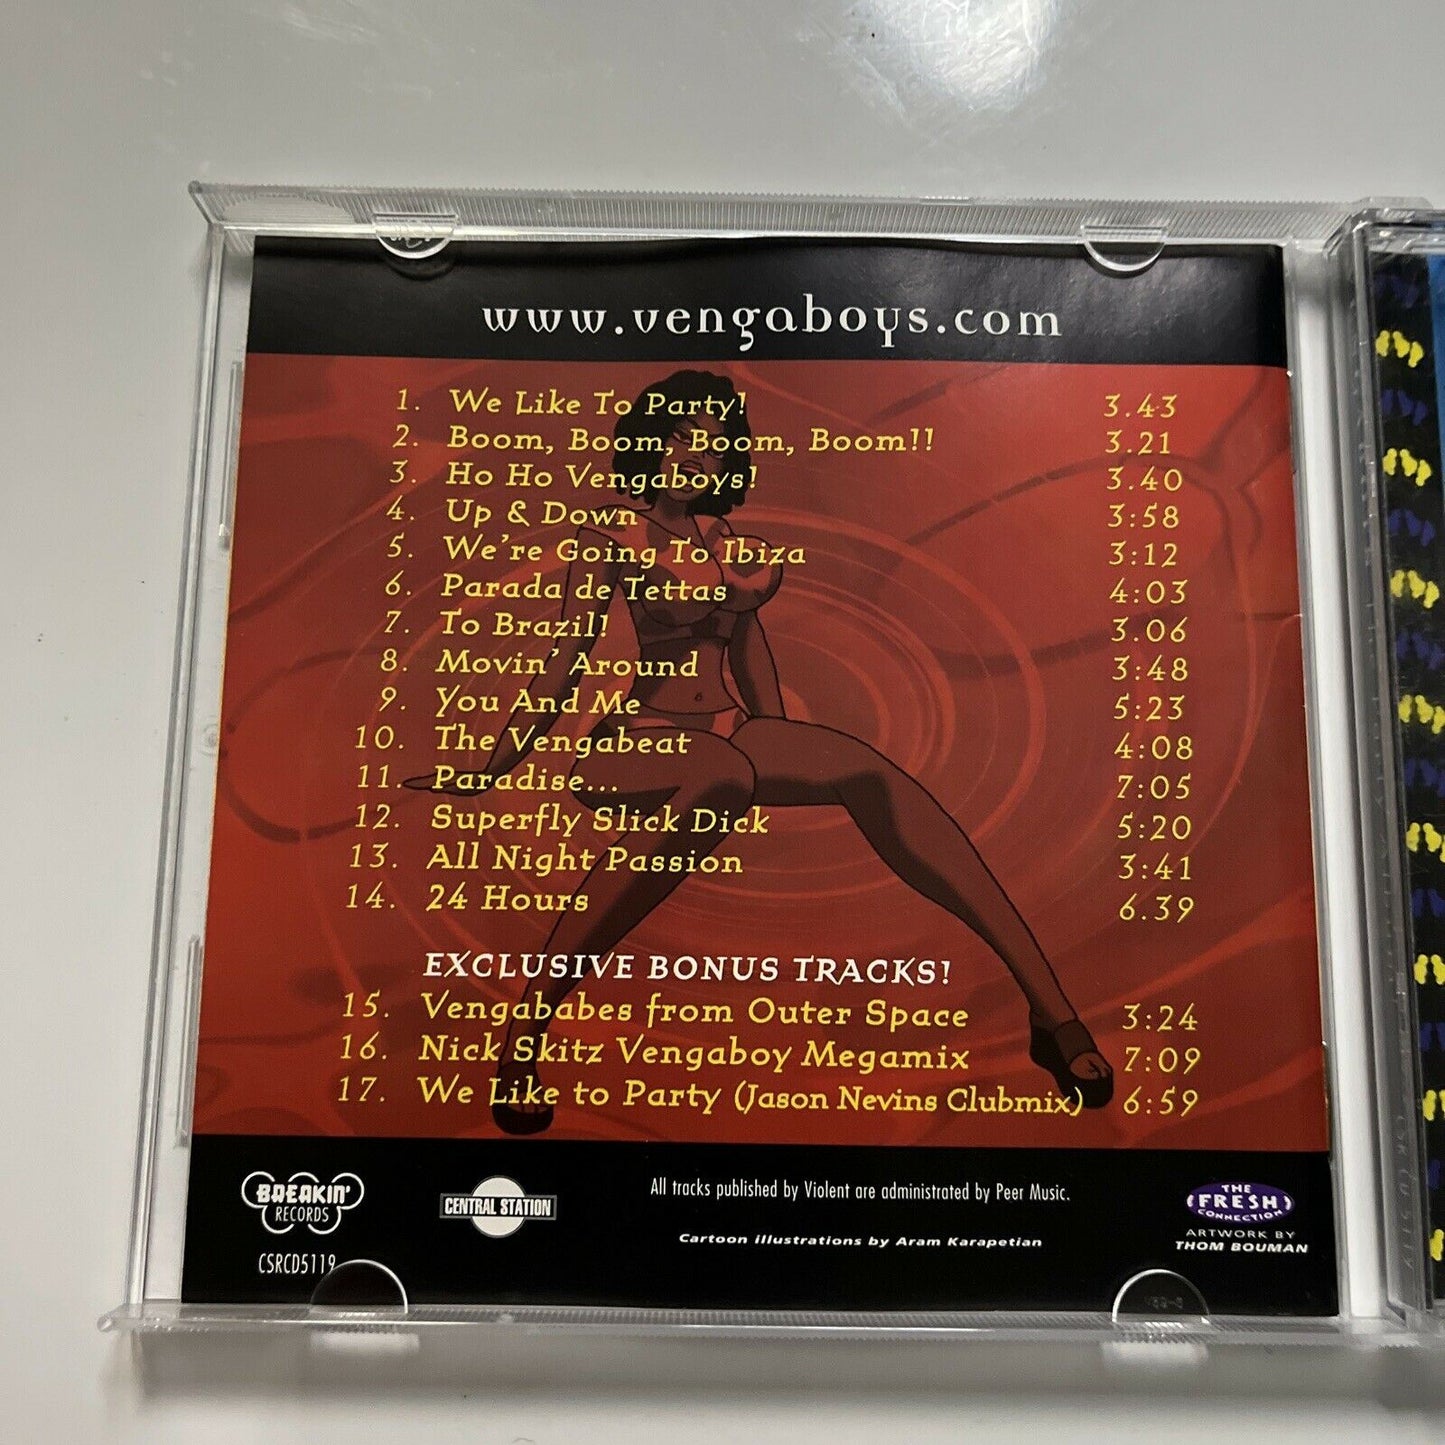 www.vengaboys.com
1. We Like To Party! 3.43
2. Boom, Boom, Boom, Boom!! 3.21
3. Ho Ho Vengaboys! 3.40
4. Up & Down 3:58
5. We're Going To Ibiza 3:12
6. Parada de Tettas 4:03
7. To Brazil! 3.06
8. Movin' Around 3:48
9. You And Me 5:23
10. The Vengabeat 4:08
11. Paradise... 7:05
12. Superfly Slick Dick 5:20
13. All Night Passion 3:41
14. 24 Hours 6.39
EXCLUSIVE BONUS TRACKS!
15. Vengababes from Outer Space 3:24
16. Nick Skitz Vengaboy Megamix 7:09
17. We Like to Party (Jason Nevins Clubmix) 6:59
BREAKIN'
RECORDS
CSRCD5119
CENTRAL STATION
All tracks published by Violent are administrated by Peer Music.
Cartoon illustrations by Aram Karapetian
THE
FRESH
CONNECTION
ARTWORK BY
THOM BOUMAN